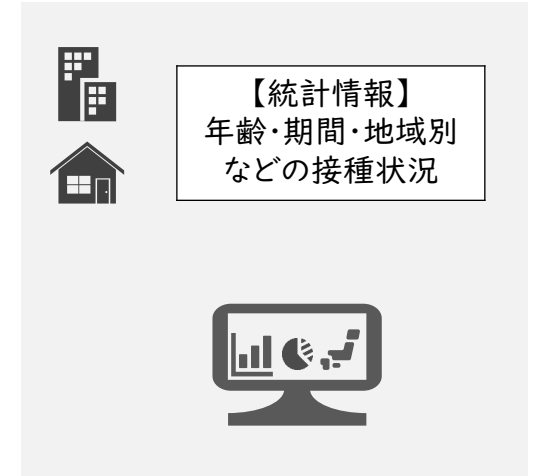 【統計情報】
年齢・期間・地域別
などの接種状況